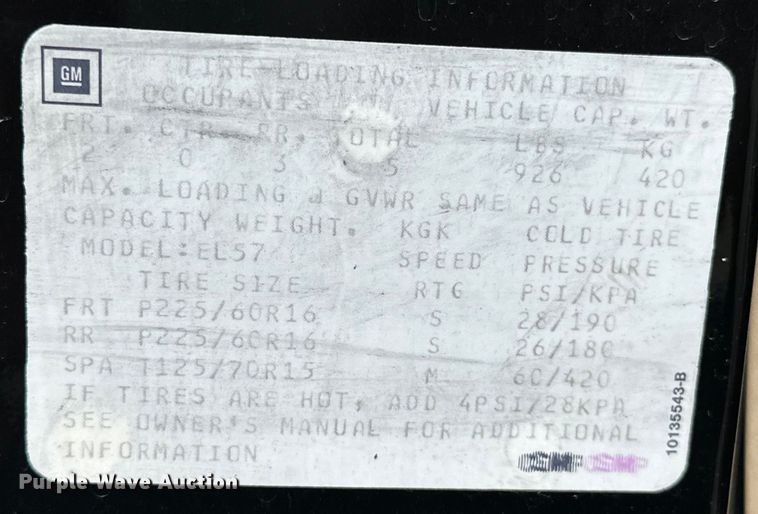 GM
TIRE-LOADING INFORMATION
OCCUPANTS VEHICLE CAP. WT.
FRT. CTR. RR. TOTAL LBS KG
2 0 3 5 926 420
MAX. LOADING @ GVWR SAME AS VEHICLE
CAPACITY WEIGHT. KGK COLD TIRE
MODEL:EL57 SPEED PRESSURE
TIRE SIZE RTG PSI/KPA
FRT P225/60R16 S 28/190
RR P225/60R16 S 26/180
SPA T125/70R15 M 60/420
IF TIRES ARE HOT, ADD 4PSI/28KPA
SEE OWNER'S MANUAL FOR ADDITIONAL
INFORMATION
10135543-B
Purple Wave Auction